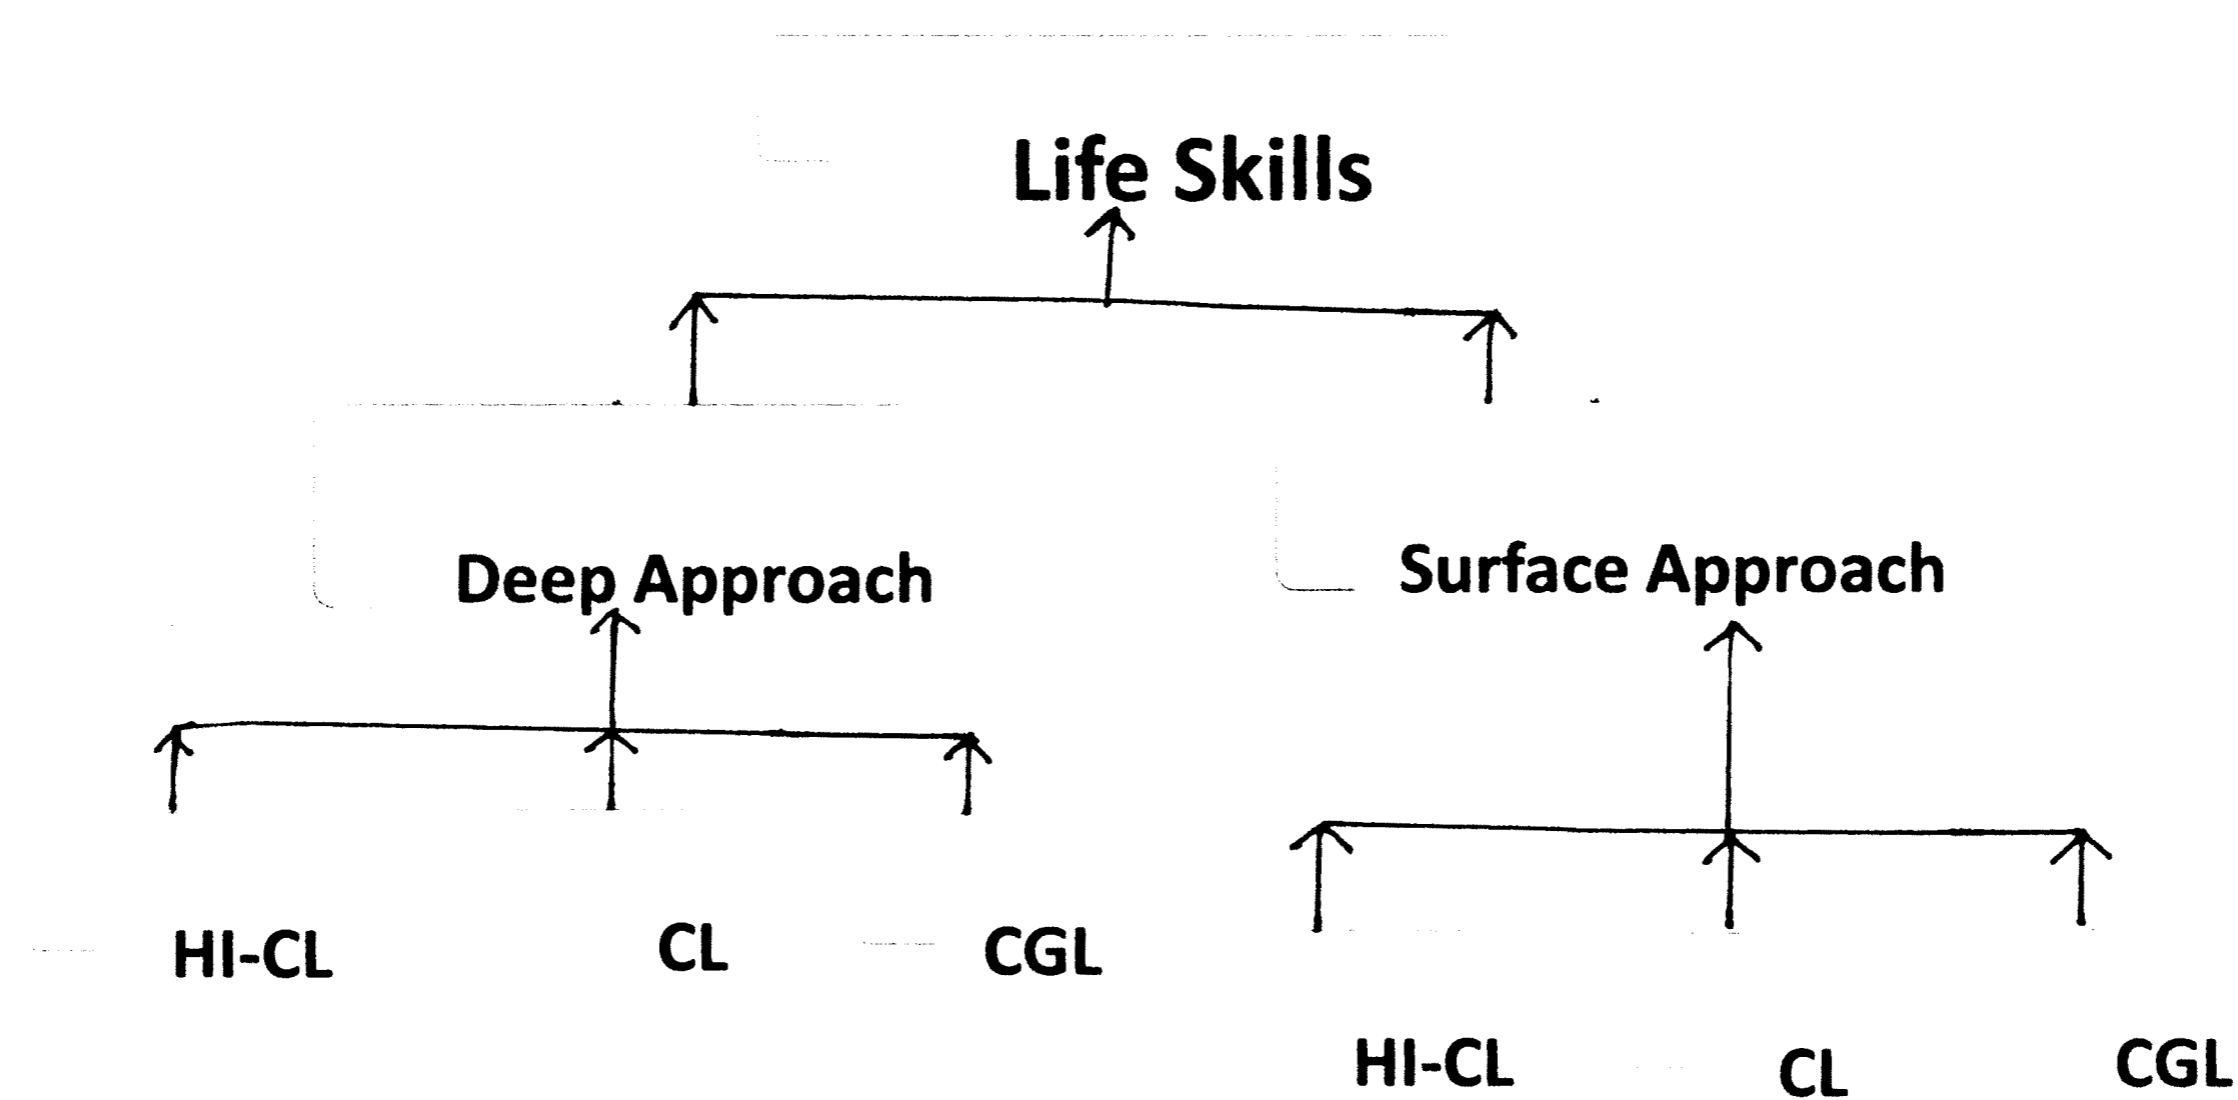 Life Skills
Deep Approach
Surface Approach
HI-CL
CL
CGL
HI-CL
CL
CGL